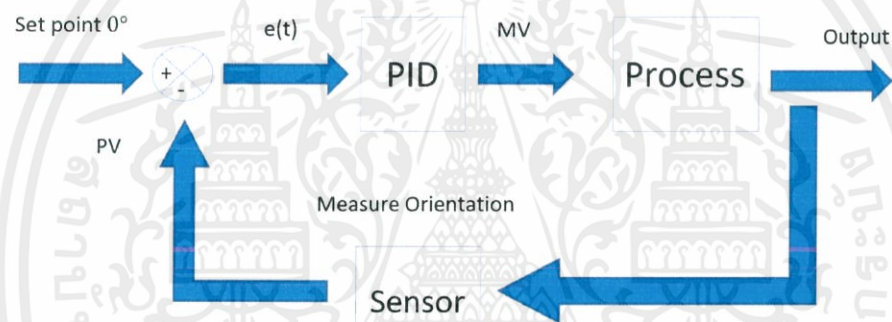 Set point 0°
e(t)
MV
Output
+
-
PID
Process
PV
Measure Orientation
Sensor